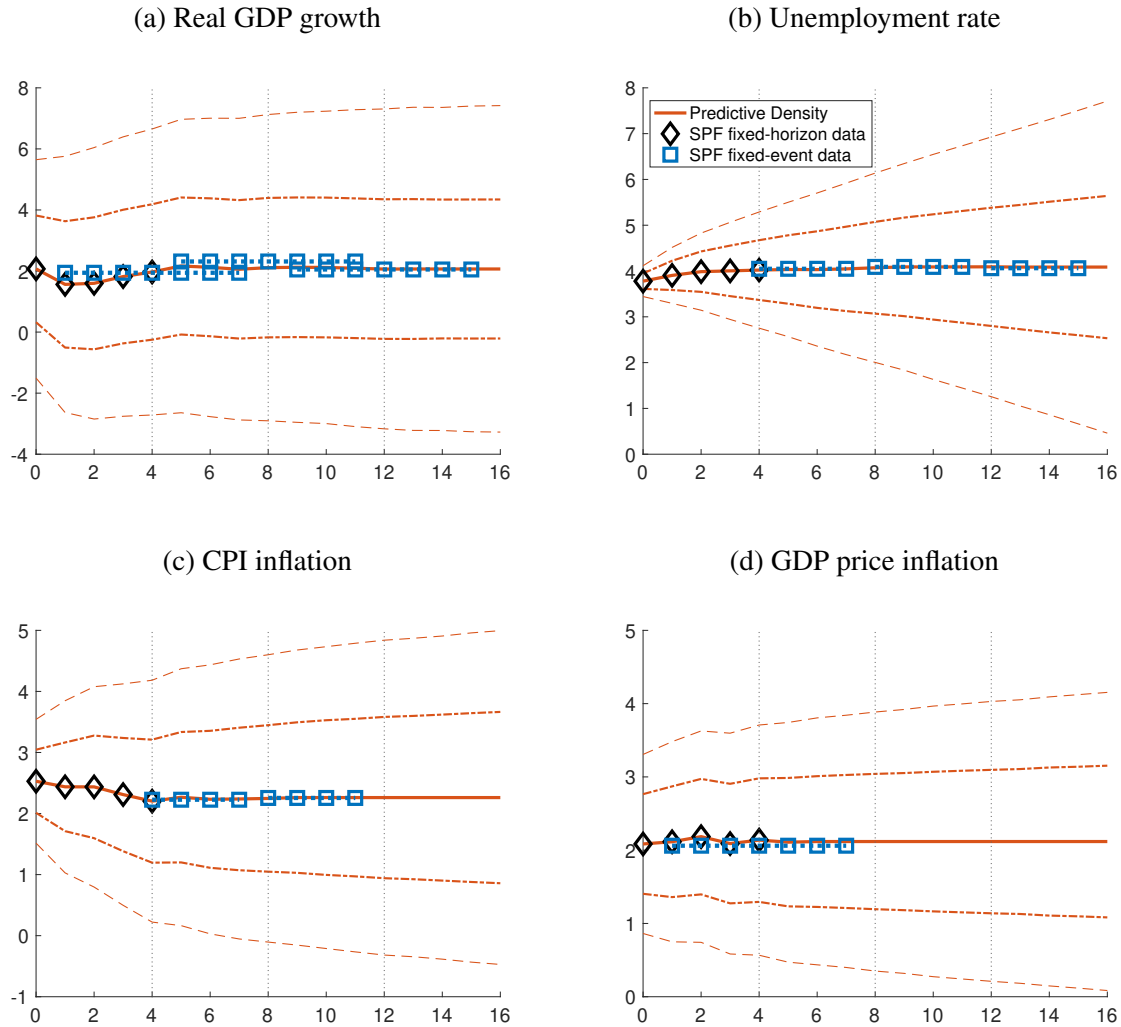 (a) Real GDP growth
8
6
4
2
0
-2
-4
0 2 4 6 8 10 12 14 16
(b) Unemployment rate
8
7
6
5
4
3
2
1
0
0 2 4 6 8 10 12 14 16
Predictive Density
SPF fixed-horizon data
SPF fixed-event data
(c) CPI inflation
5
4
3
2
1
0
-1
0 2 4 6 8 10 12 14 16
(d) GDP price inflation
5
4
3
2
1
0
0 2 4 6 8 10 12 14 16